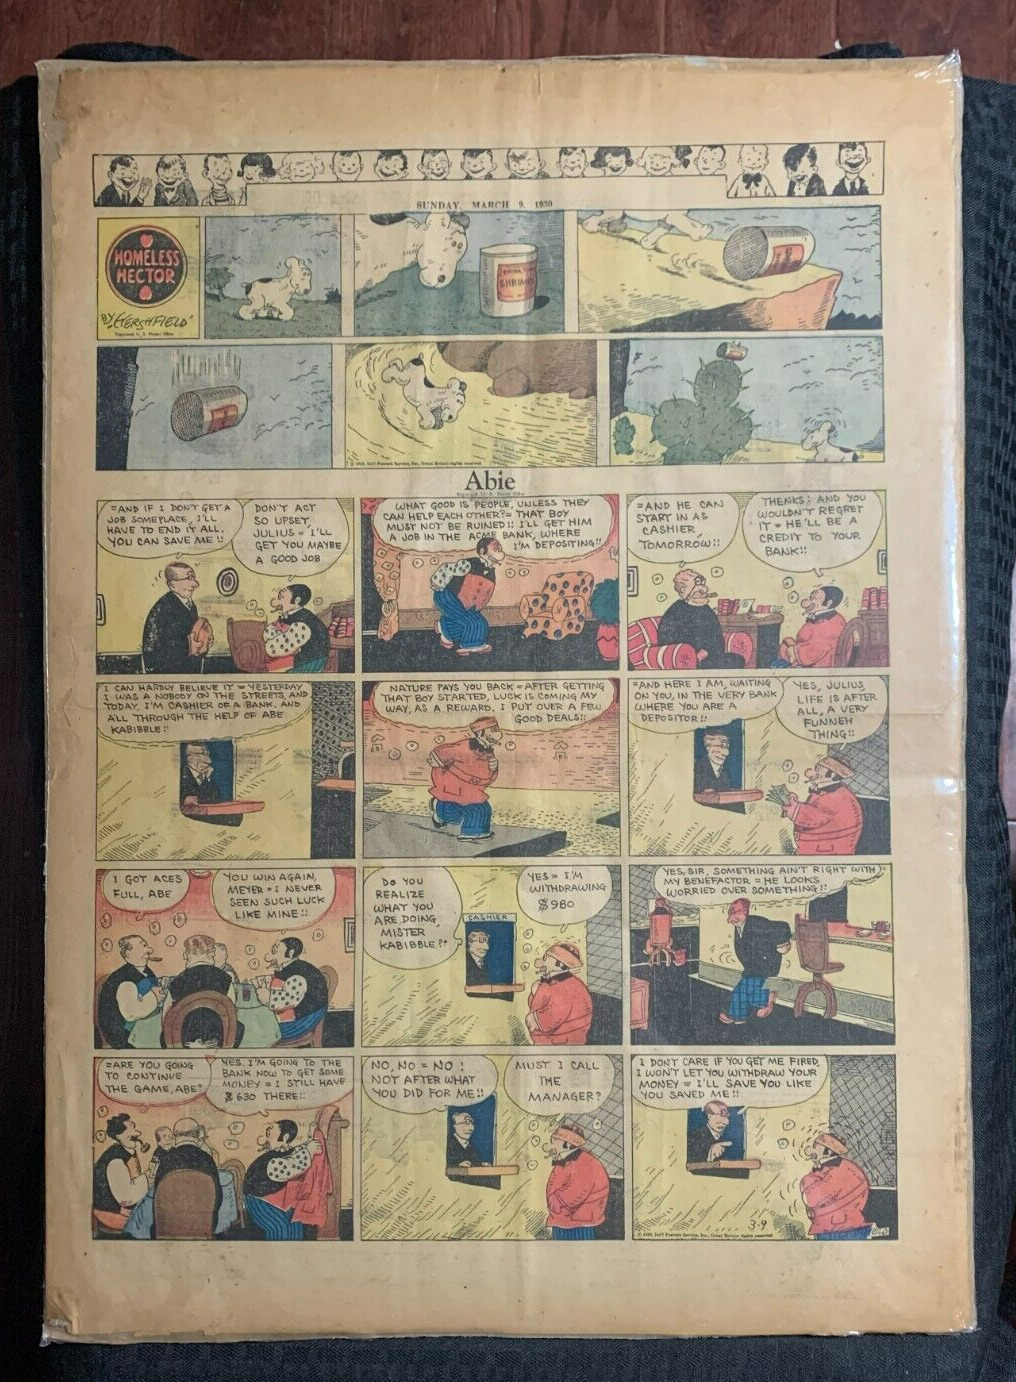 SUNDAY, MARCH 9, 1930
HOMELESS
HECTOR
BY HERSHFIELD
Registered U. S. Patent Office
SHRIMP
Abie
=AND IF I DON'T GET A
JOB SOMEPLACE, I'LL
HAVE TO END IT ALL.
YOU CAN SAVE ME!!
DON'T ACT
SO UPSET,
JULIUS = I'LL
GET YOU MAYBE
A GOOD JOB
WHAT GOOD IS PEOPLE, UNLESS THEY
CAN HELP EACH OTHER?= THAT BOY
MUST NOT BE RUINED!! I'LL GET HIM
A JOB IN THE ACME BANK, WHERE
I'M DEPOSITING!!
=AND HE CAN
START IN AS
CASHIER,
TOMORROW!!
THENKS! AND YOU
WOULDN'T REGRET
IT = HE'LL BE A
CREDIT TO YOUR
BANK!!
I CAN HARDLY BELIEVE IT = YESTERDAY
I WAS A NOBODY ON THE STREETS, AND
TODAY, I'M CASHIER OF A BANK, AND
ALL THROUGH THE HELP OF ABE
KABIBBLE!!
NATURE PAYS YOU BACK = AFTER GETTING
THAT BOY STARTED, LUCK IS COMING MY
WAY, AS A REWARD, I PUT OVER A FEW
GOOD DEALS!!
=AND HERE I AM, WAITING
ON YOU, IN THE VERY BANK
WHERE YOU ARE A
DEPOSITOR!!
YES, JULIUS,
LIFE IS AFTER
ALL, A VERY
FUNNEH
THING!!
I GOT ACES
FULL, ABE
YOU WIN AGAIN,
MEYER = I NEVER
SEEN SUCH LUCK
LIKE MINE!!
DO YOU
REALIZE
WHAT YOU
ARE DOING,
MISTER
KABIBBLE?
YES = I'M
WITHDRAWING
$980
CASHIER
YES, SIR, SOMETHING AIN'T RIGHT WITH
MY BENEFACTOR = HE LOOKS
WORRIED OVER SOMETHING!!
=ARE YOU GOING
TO CONTINUE
THE GAME, ABE?
YES. I'M GOING TO THE
BANK NOW TO GET SOME
MONEY = I STILL HAVE
$630 THERE!!
NO, NO = NO!
NOT AFTER WHAT
YOU DID FOR ME!!
MUST I CALL
THE
MANAGER?
I DON'T CARE IF YOU GET ME FIRED,
I WON'T LET YOU WITHDRAW YOUR
MONEY = I'LL SAVE YOU LIKE
YOU SAVED ME!!
3-9